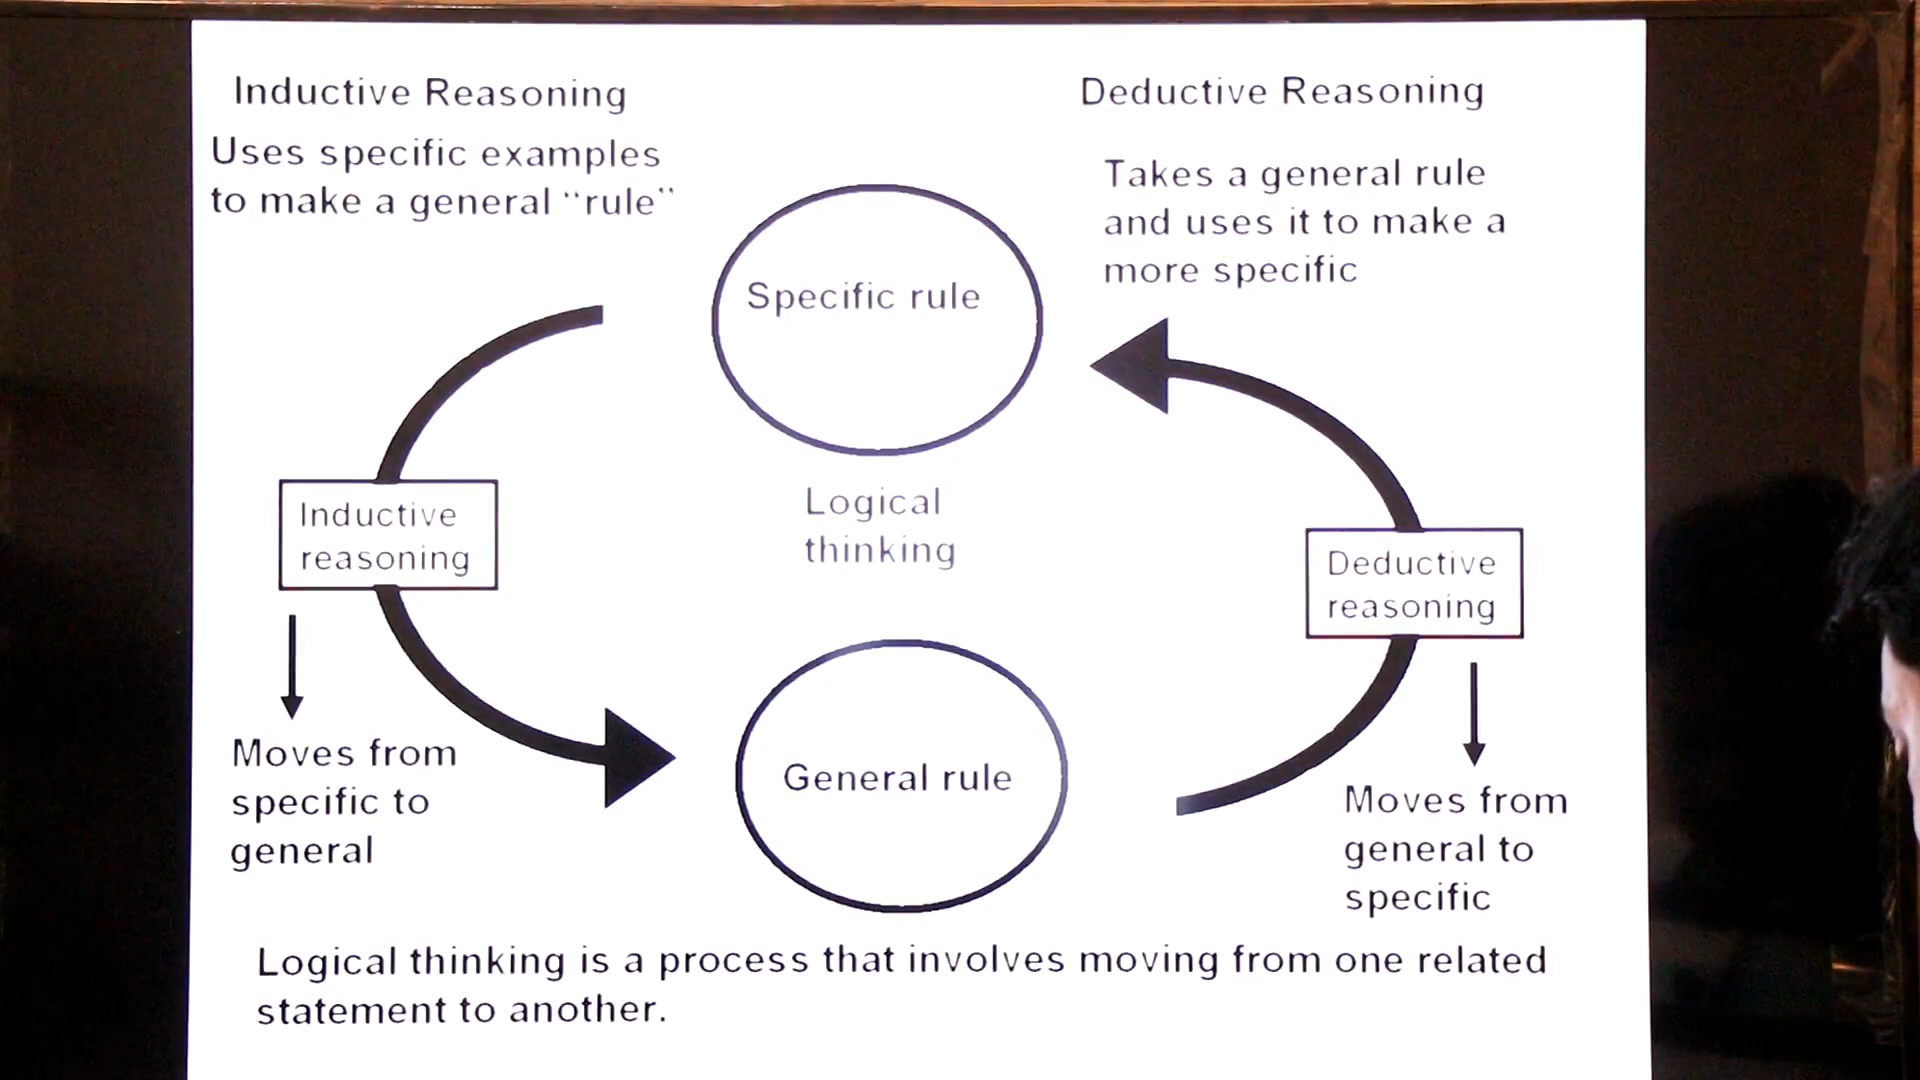 Inductive Reasoning
Uses specific examples
to make a general “rule”
Deductive Reasoning
Takes a general rule
and uses it to make a
more specific
Specific rule
Inductive
reasoning
Logical
thinking
Deductive
reasoning
Moves from
specific to
general
General rule
Moves from
general to
specific
Logical thinking is a process that involves moving from one related
statement to another.